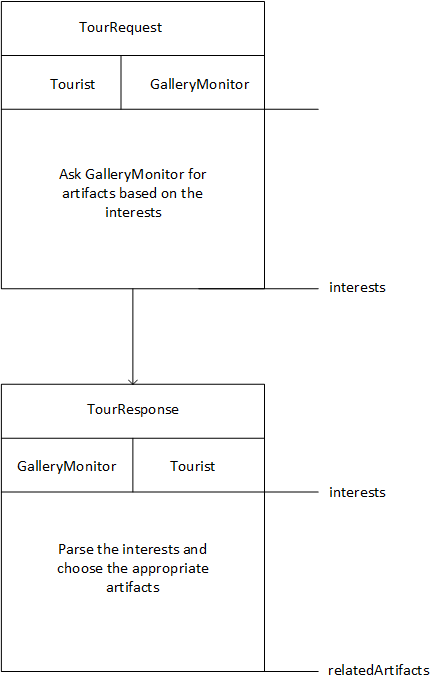 TourRequest
Tourist
GalleryMonitor
Ask GalleryMonitor for
artifacts based on the
interests
interests
TourResponse
GalleryMonitor
Tourist
interests
Parse the interests and
choose the appropriate
artifacts
relatedArtifacts